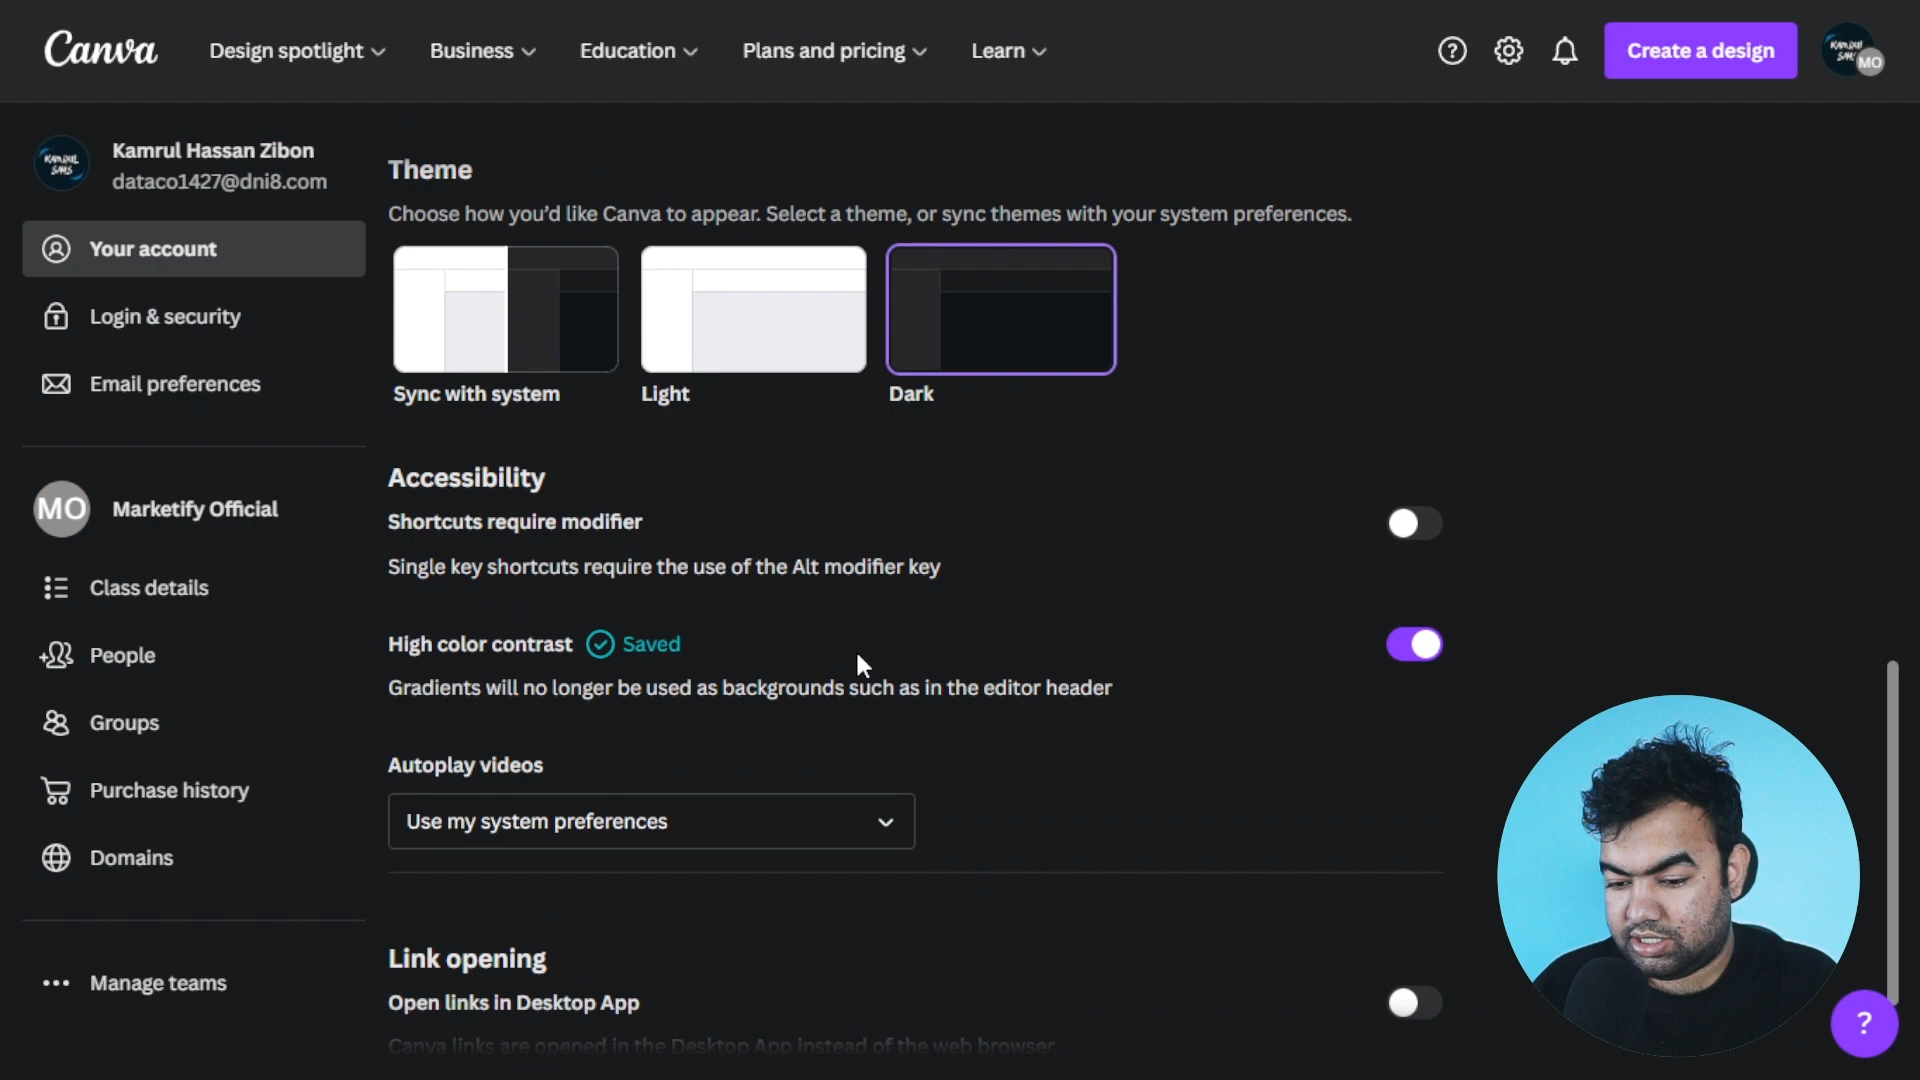 Canva
Design spotlight
Business
Education
Plans and pricing
Learn
Create a design
MO
Kamrul Hassan Zibon
dataco1427@dni8.com
Your account
Login & security
Email preferences
MO
Marketify Official
Class details
People
Groups
Purchase history
Domains
Manage teams
Theme
Choose how you'd like Canva to appear. Select a theme, or sync themes with your system preferences.
Sync with system
Light
Dark
Accessibility
Shortcuts require modifier
Single key shortcuts require the use of the Alt modifier key
High color contrast Saved
Gradients will no longer be used as backgrounds such as in the editor header
Autoplay videos
Use my system preferences
Link opening
Open links in Desktop App
Canva links are opened in the Desktop App instead of the web browser.
?